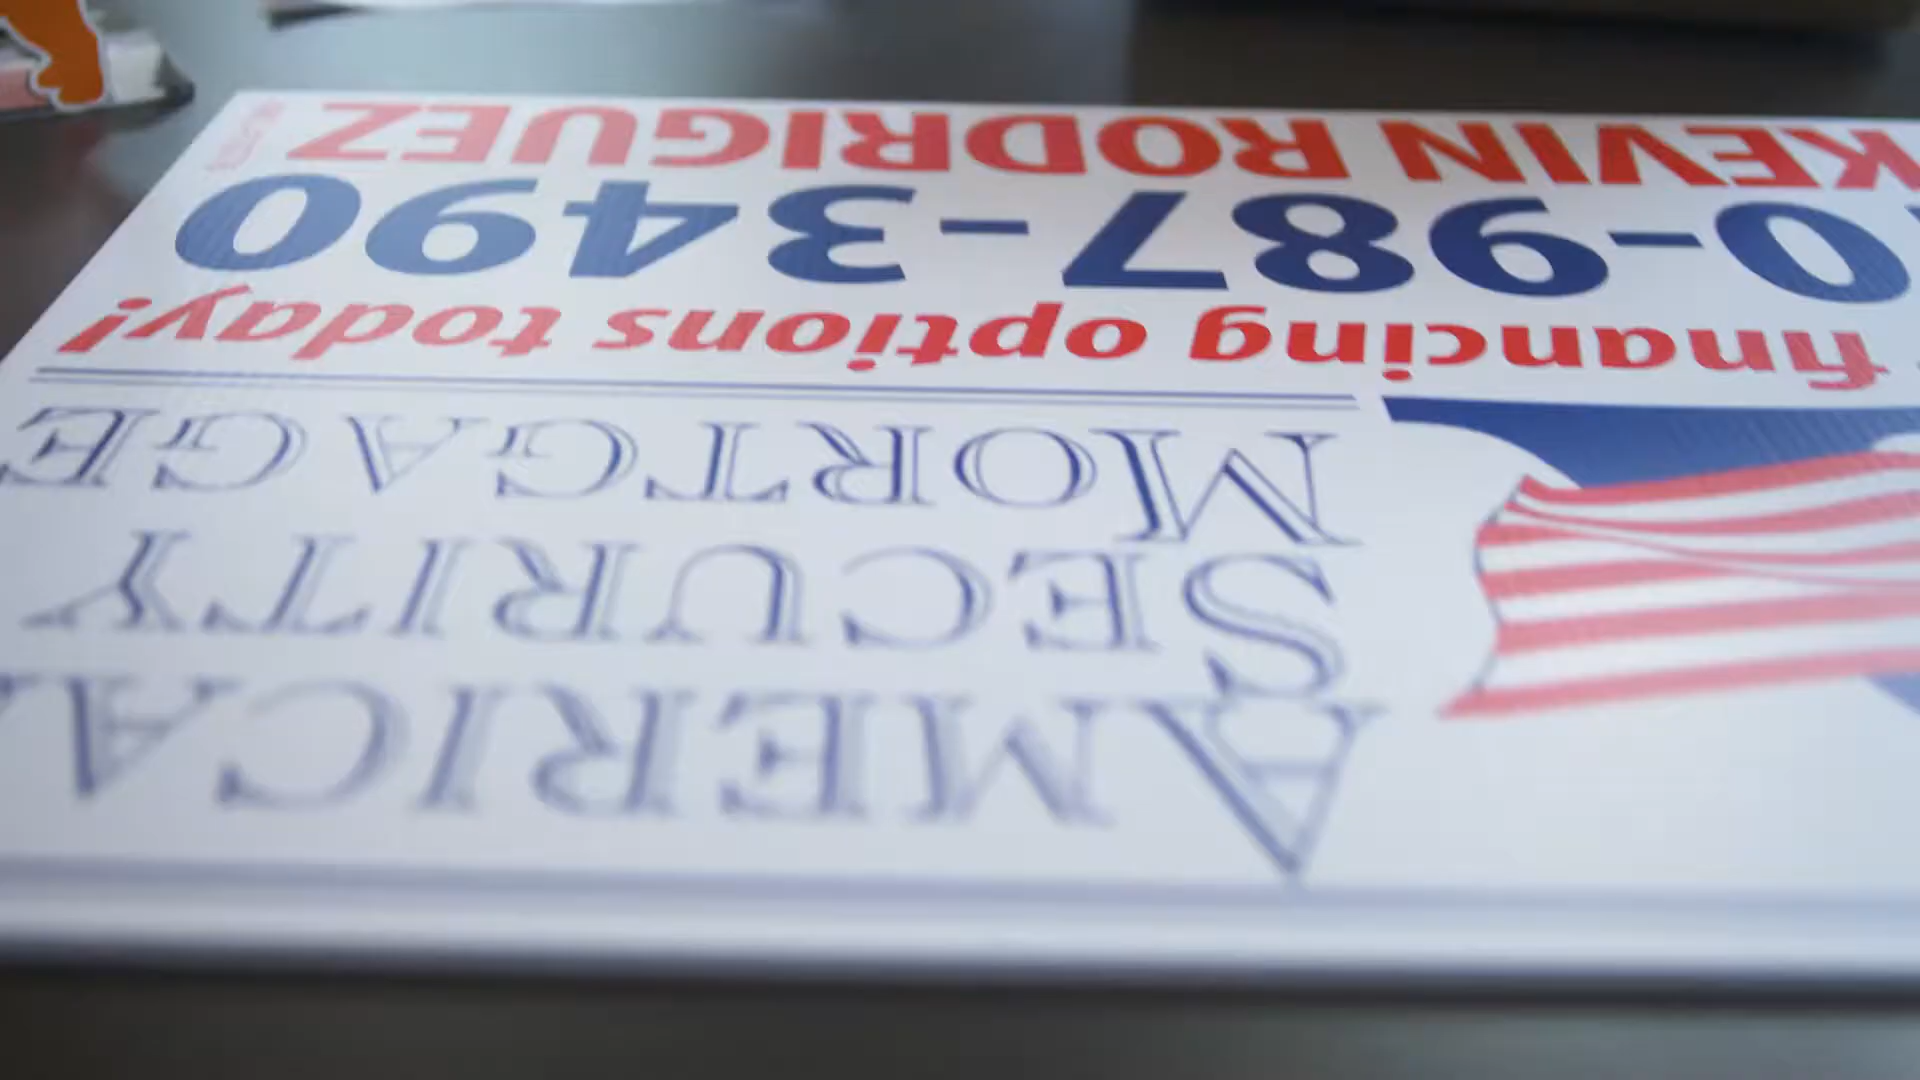 AMERICA
SECURITY
MORTGAGE
financing options today!
0-987-3490
KEVIN RODRIGUEZ